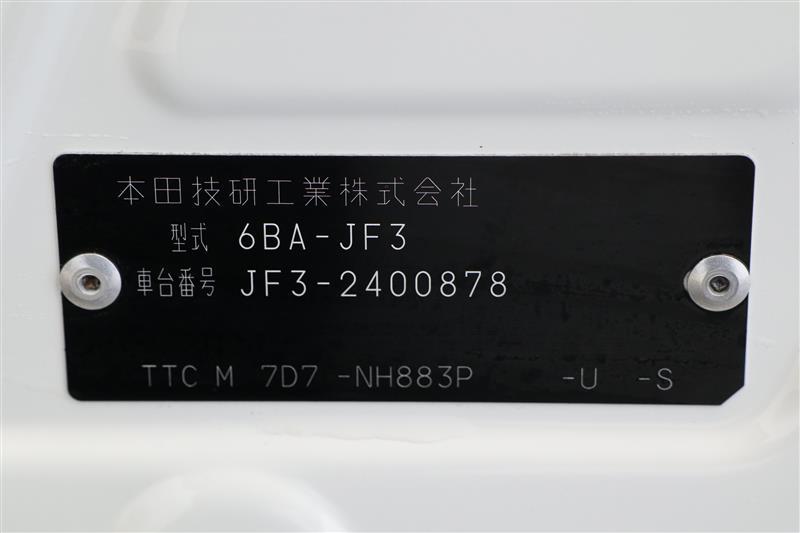 本田技研工業株式会社
型式 6BA-JF3
車台番号 JF3-2400878
TTC M 7D7 -NH883P -U -S